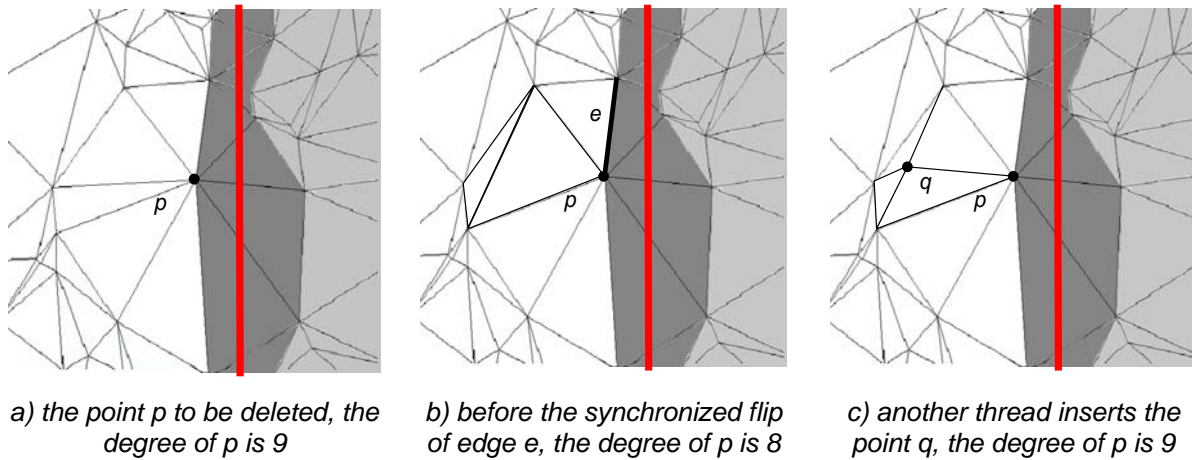 p
e
p
q
p
a) the point p to be deleted, the
degree of p is 9
b) before the synchronized flip
of edge e, the degree of p is 8
c) another thread inserts the
point q, the degree of p is 9